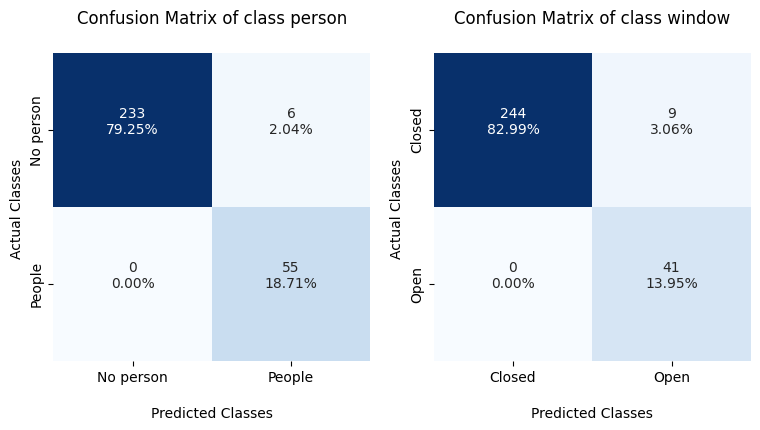 Confusion Matrix of class person
Actual Classes
No person
People
233
79.25%
6
2.04%
0
0.00%
55
18.71%
No person
People
Predicted Classes
Confusion Matrix of class window
Actual Classes
Closed
Open
244
82.99%
9
3.06%
0
0.00%
41
13.95%
Closed
Open
Predicted Classes